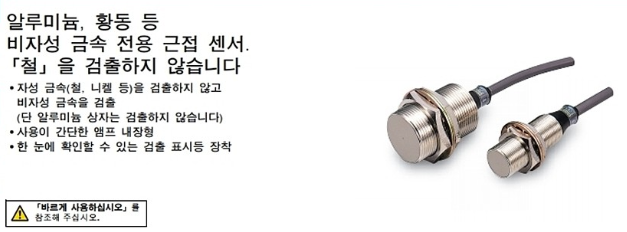 알루미늄, 황동 등
비자성 금속 전용 근접 센서.
「철」을 검출하지 않습니다
• 자성 금속(철, 니켈 등)을 검출하지 않고
비자성 금속을 검출
(단 알루미늄 상자는 검출하지 않습니다)
• 사용이 간단한 앰프 내장형
• 한 눈에 확인할 수 있는 검출 표시등 장착
「바르게 사용하십시오」를
참조해 주십시오.